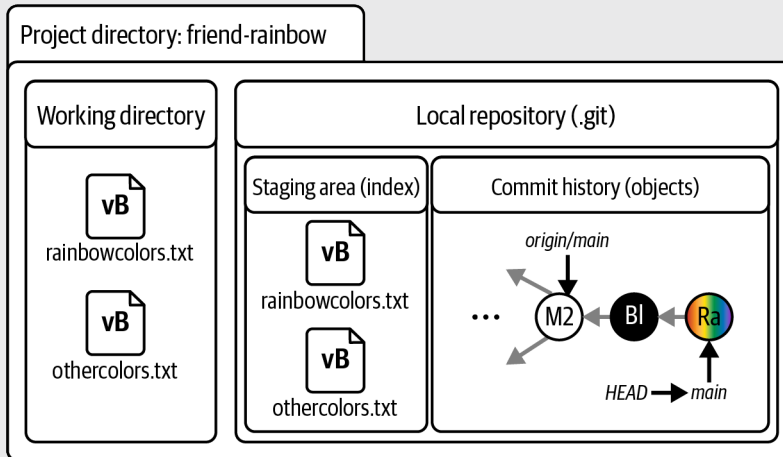 Project directory: friend-rainbow
Working directory
vB
rainbowcolors.txt
vB
othercolors.txt
Local repository (.git)
Staging area (index)
vB
rainbowcolors.txt
vB
othercolors.txt
Commit history (objects)
origin/main
... M2 Bl Ra
HEAD main